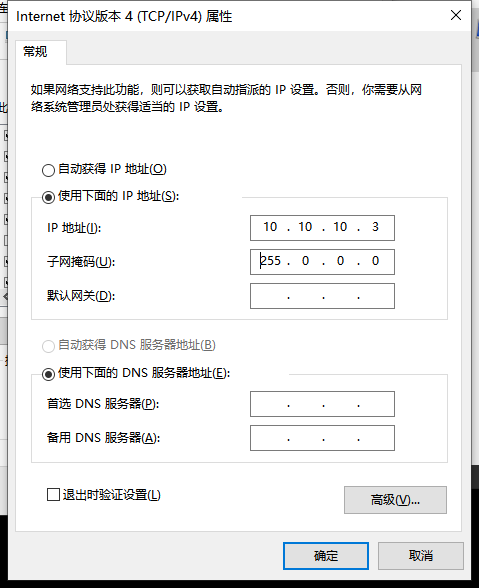 Internet 协议版本 4 (TCP/IPv4) 属性
常规
如果网络支持此功能，则可以获取自动指派的 IP 设置。否则，你需要从网
络系统管理员处获得适当的 IP 设置。
自动获得 IP 地址(O)
使用下面的 IP 地址(S):
IP 地址(I): 10 . 10 . 10 . 3
子网掩码(U): 255 . 0 . 0 . 0
默认网关(D): . . .
自动获得 DNS 服务器地址(B)
使用下面的 DNS 服务器地址(E):
首选 DNS 服务器(P): . . .
备用 DNS 服务器(A): . . .
退出时验证设置(L)
高级(V)...
确定 取消